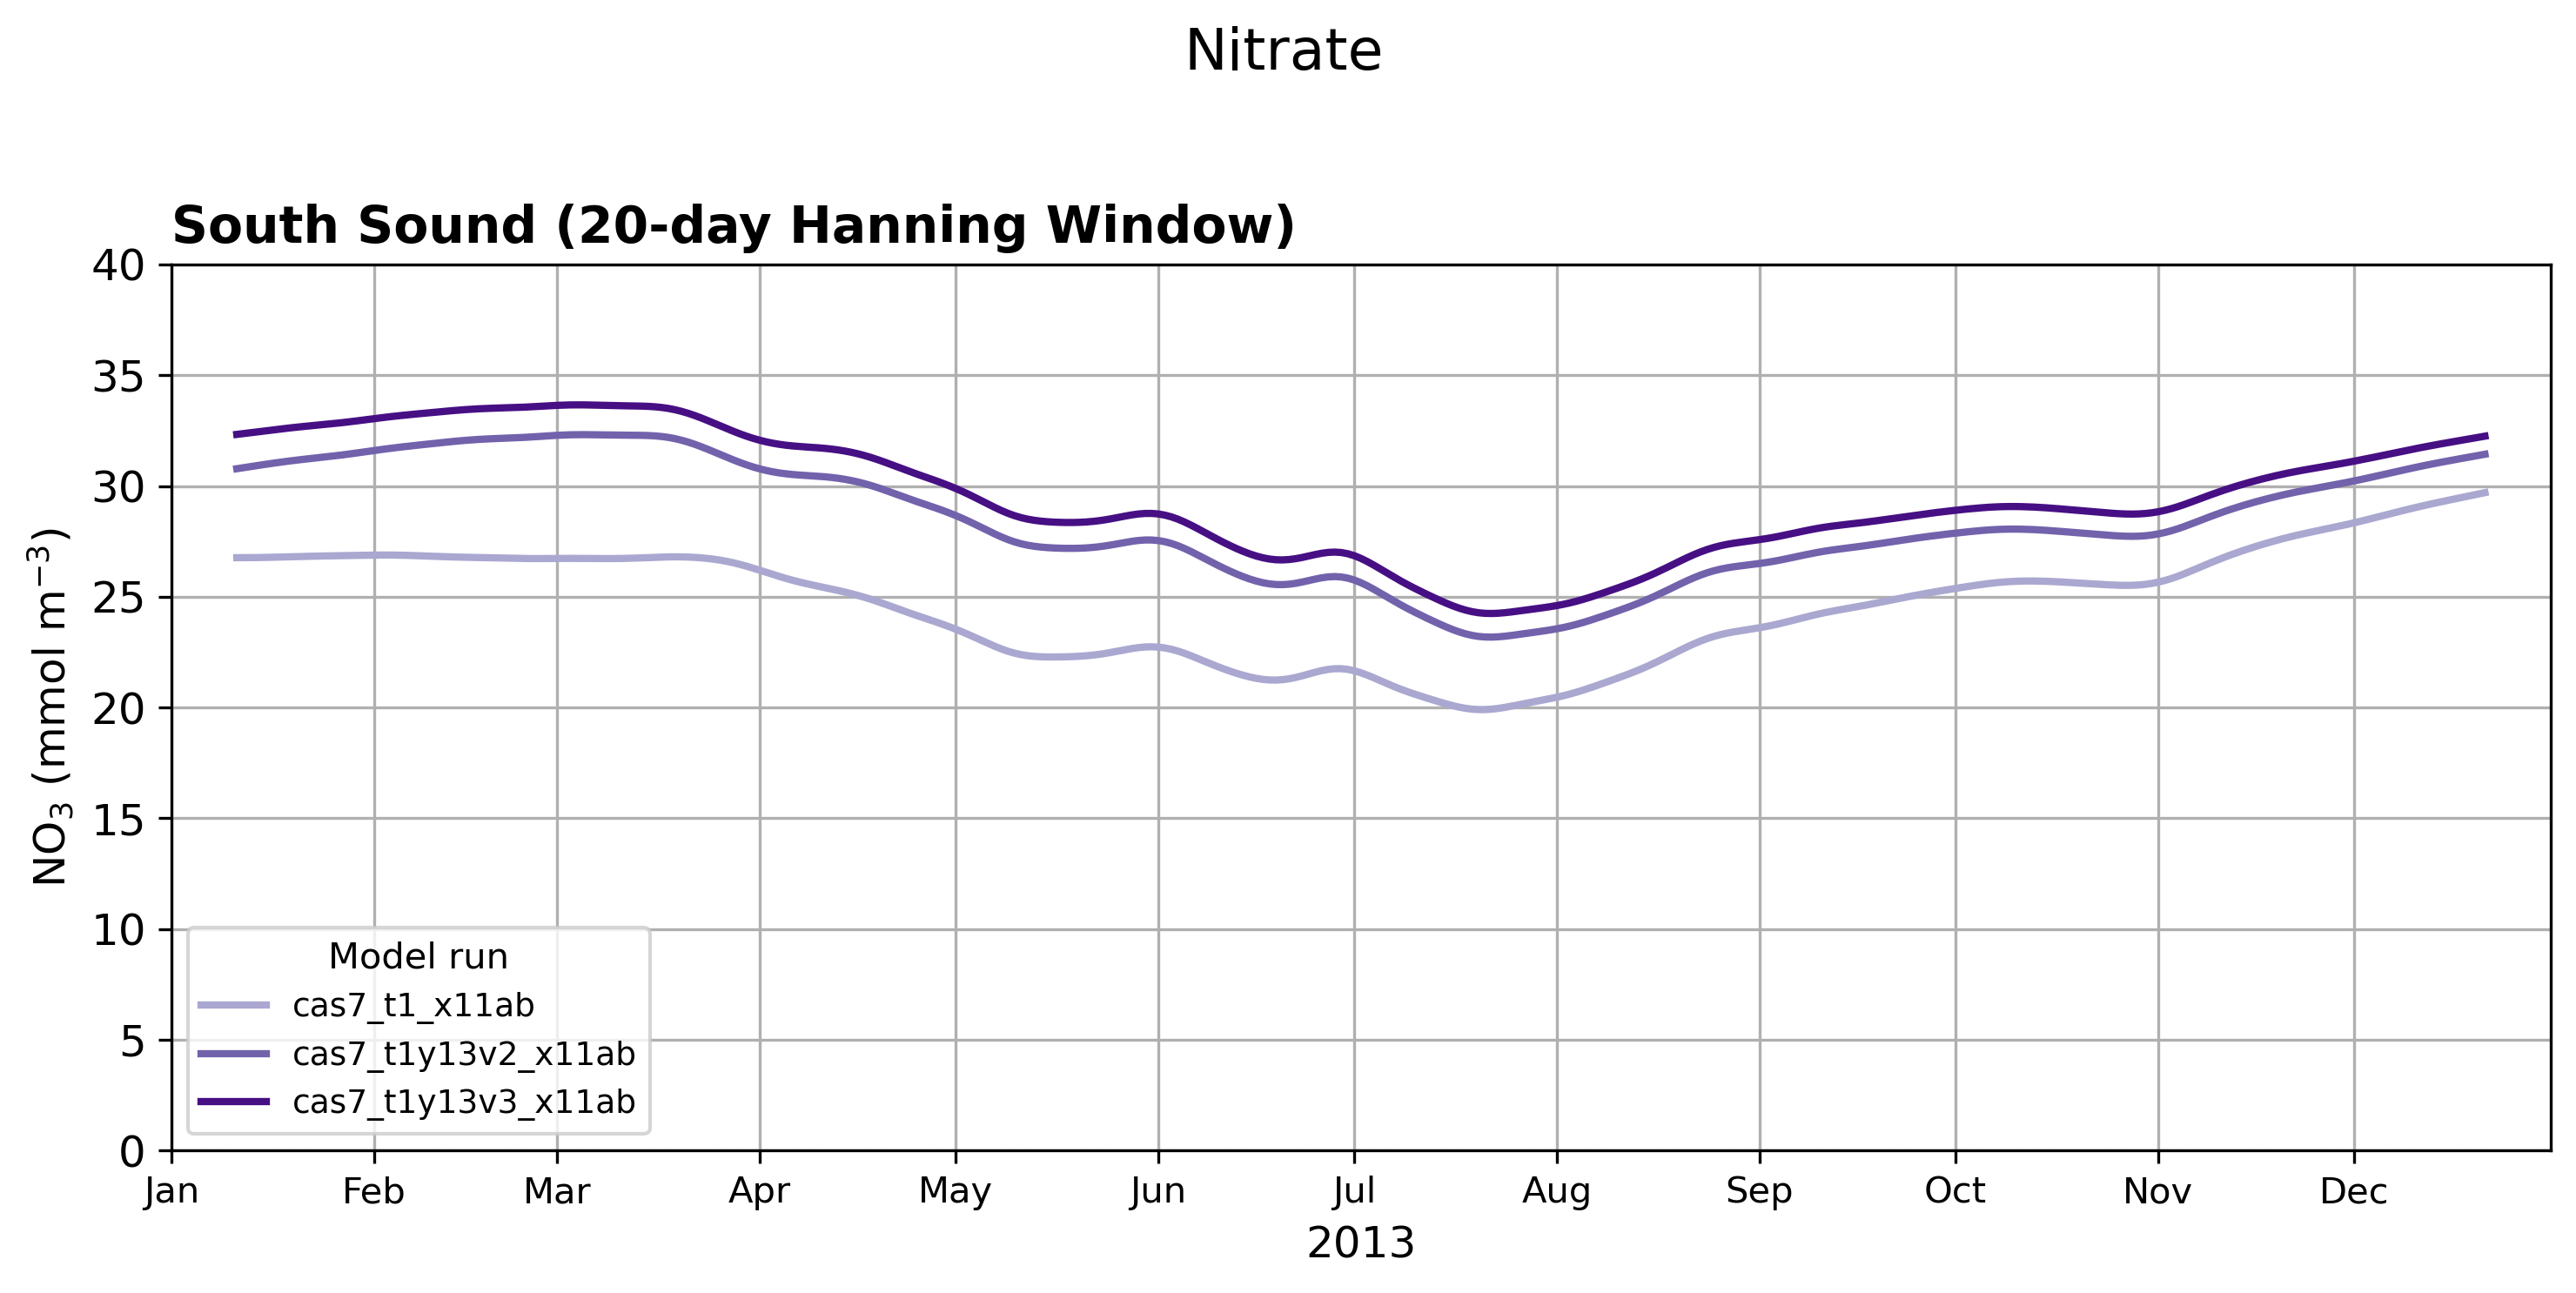 Nitrate
South Sound (20-day Hanning Window)
40
35
30
25
20
15
10
5
0
NO₃ (mmol m⁻³)
Model run
cas7_t1_x11ab
cas7_t1y13v2_x11ab
cas7_t1y13v3_x11ab
Jan Feb Mar Apr May Jun Jul Aug Sep Oct Nov Dec
2013